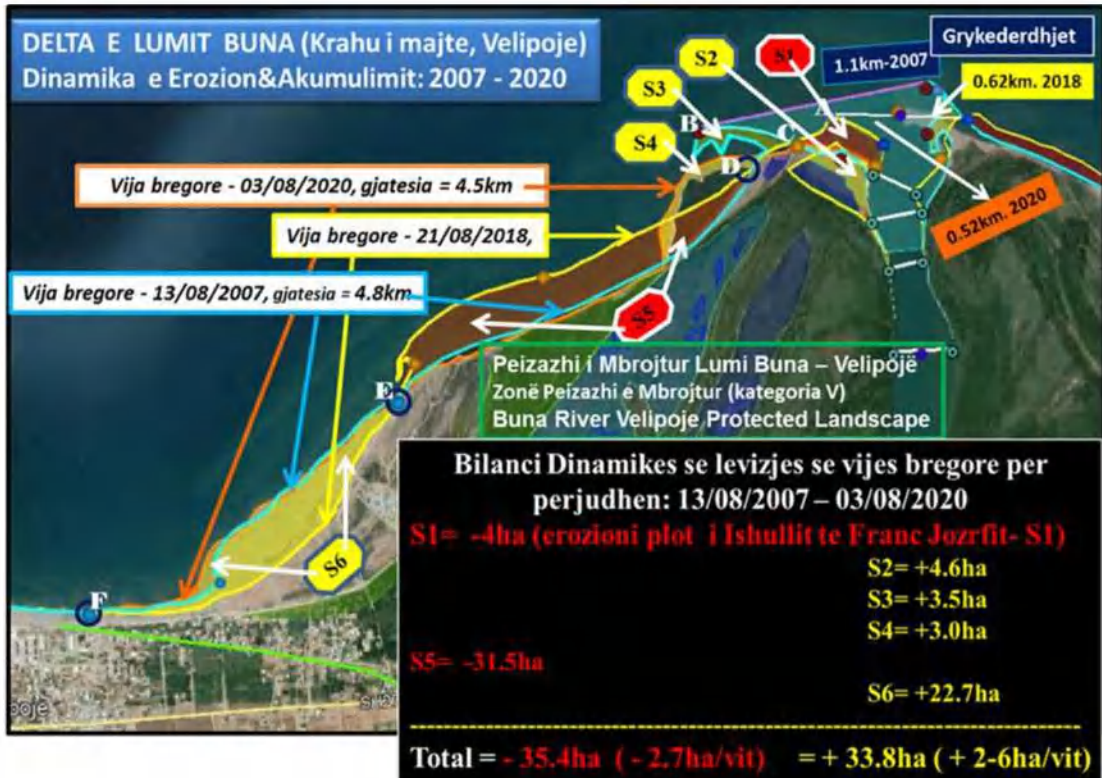 DELTA E LUMIT BUNA (Krahu i majte, Velipoje)
Dinamika e Erozion&Akumulimit: 2007 - 2020
Grykederdhjet
1.1km-2007
0.62km. 2018
0.52km. 2020
S1
S2
S3
S4
A
B
C
D
Vija bregore - 03/08/2020, gjatesia = 4.5km
Vija bregore - 21/08/2018,
Vija bregore - 13/08/2007, gjatesia = 4.8km
S5
E
Peizazhi i Mbrojtur Lumi Buna – Velipojë
Zonë Peizazhi e Mbrojtur (kategoria V)
Buna River Velipoje Protected Landscape
S6
F
Bilanci Dinamikes se levizjes se vijes bregore per
perjudhen: 13/08/2007 – 03/08/2020
S1= -4ha (erozioni plot i Ishullit te Franc Jozrfit- S1)
S2= +4.6ha
S3= +3.5ha
S4= +3.0ha
S5= -31.5ha
S6= +22.7ha
Total = - 35.4ha ( - 2.7ha/vit) = + 33.8ha ( + 2-6ha/vit)